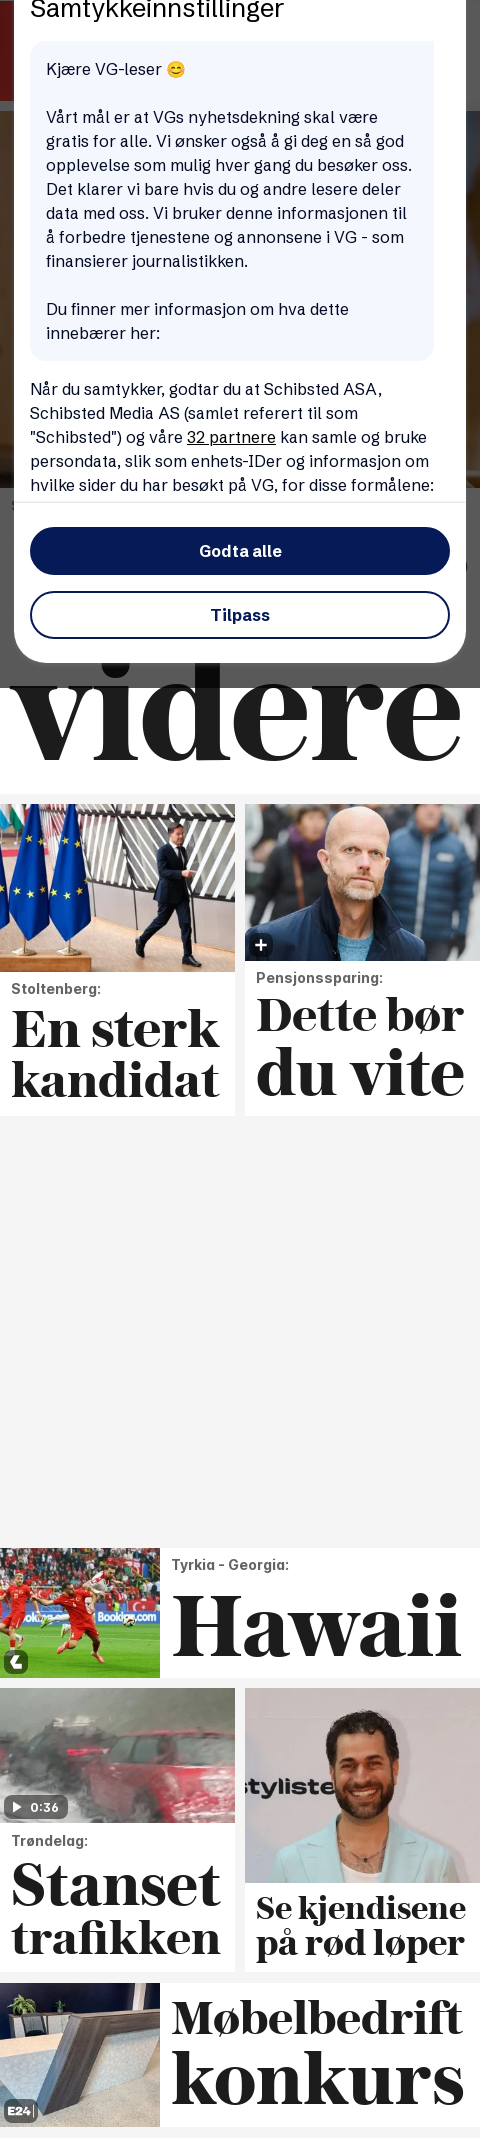 Samtykkeinnstillinger
Kjære VG-leser 😊
Vårt mål er at VGs nyhetsdekning skal være
gratis for alle. Vi ønsker også å gi deg en så god
opplevelse som mulig hver gang du besøker oss.
Det klarer vi bare hvis du og andre lesere deler
data med oss. Vi bruker denne informasjonen til
å forbedre tjenestene og annonsene i VG - som
finansierer journalistikken.
Du finner mer informasjon om hva dette
innebærer her:
Når du samtykker, godtar du at Schibsted ASA,
Schibsted Media AS (samlet referert til som
"Schibsted") og våre 32 partnere kan samle og bruke
persondata, slik som enhets-IDer og informasjon om
hvilke sider du har besøkt på VG, for disse formålene:
Godta alle
Tilpass
videre
Stoltenberg:
En sterk
kandidat
Pensjonssparing:
Dette bør
du vite
Booking.com
Tyrkia - Georgia:
Hawaii
0:36
Trøndelag:
Stanset
trafikken
styliste
Se kjendisene
på rød løper
E24
Møbelbedrift
konkurs